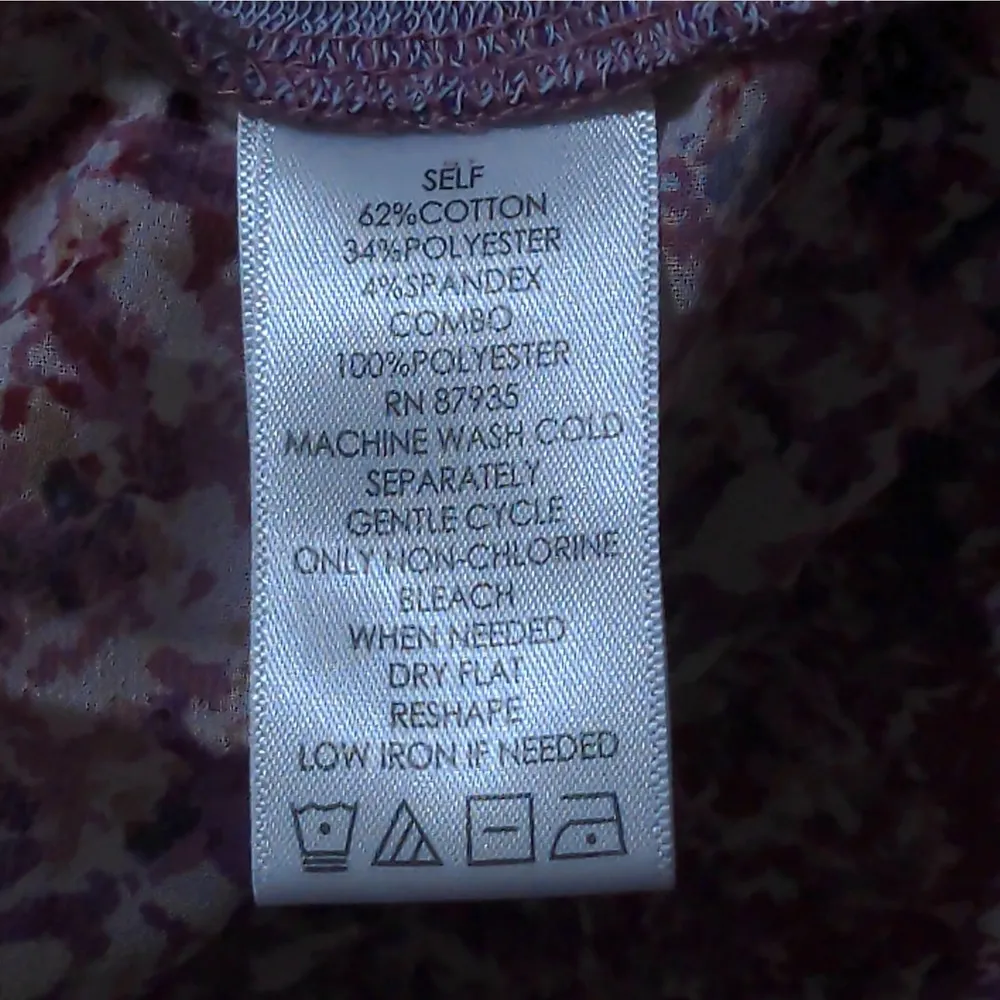 SELF
62%COTTON
34%POLYESTER
4%SPANDEX
COMBO
100%POLYESTER
RN 87935
MACHINE WASH COLD
SEPARATELY
GENTLE CYCLE
ONLY NON-CHLORINE
BLEACH
WHEN NEEDED
DRY FLAT
RESHAPE
LOW IRON IF NEEDED